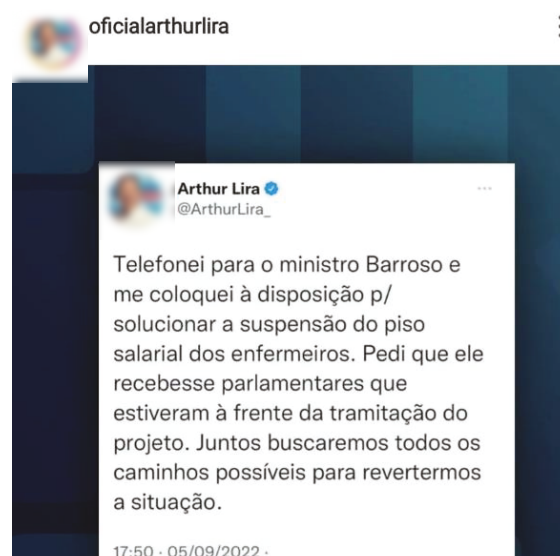 oficialarthurlira
Arthur Lira
@ArthurLira_
Telefonei para o ministro Barroso e
me coloquei à disposição p/
solucionar a suspensão do piso
salarial dos enfermeiros. Pedi que ele
recebesse parlamentares que
estiveram à frente da tramitação do
projeto. Juntos buscaremos todos os
caminhos possíveis para revertermos
a situação.
17:50 · 05/09/2022 ·